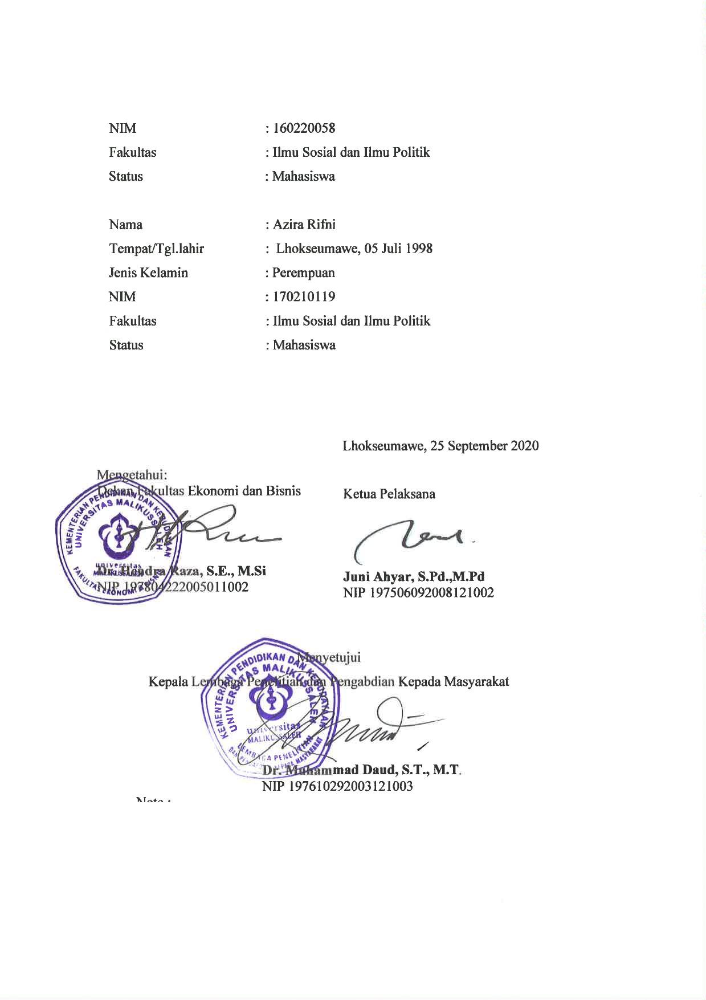 NIM : 160220058
Fakultas : Ilmu Sosial dan Ilmu Politik
Status : Mahasiswa
Nama : Azira Rifni
Tempat/Tgl.lahir : Lhokseumawe, 05 Juli 1998
Jenis Kelamin : Perempuan
NIM : 170210119
Fakultas : Ilmu Sosial dan Ilmu Politik
Status : Mahasiswa
Lhokseumawe, 25 September 2020
Mengetahui:
Dekan Fakultas Ekonomi dan Bisnis
Ketua Pelaksana
KEMENTERIAN PENDIDIKAN DAN KEBUDAYAAN
UNIVERSITAS MALIKUSSALEH
universitas
MALIKUSSALEH
FAKULTAS EKONOMI & BISNIS
Dr. Hendra Raza, S.E., M.Si
NIP 197804222005011002
Juni Ahyar, S.Pd.,M.Pd
NIP 197506092008121002
Menyetujui
Kepala Lembaga Penelitian dan Pengabdian Kepada Masyarakat
KEMENTERIAN PENDIDIKAN DAN KEBUDAYAAN
UNIVERSITAS MALIKUSSALEH
universitas
MALIKUSSALEH
LEMBAGA PENELITIAN
DAN KEPADA MASYARAKAT
Dr. Muhammad Daud, S.T., M.T.
NIP 197610292003121003